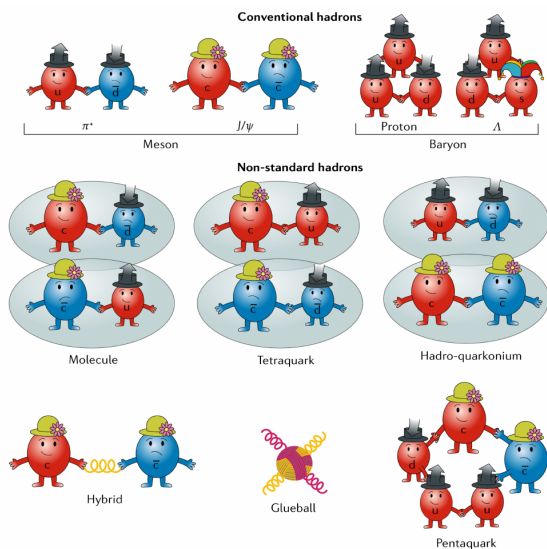 Conventional hadrons
u d̄ c c̄ u u d u d s
π⁺ J/ψ Proton Λ
Meson Baryon
Non-standard hadrons
c d̄ c u u d̄
c̄ u c̄ d̄ c c̄
Molecule Tetraquark Hadro-quarkonium
c c̄
Hybrid
Glueball
c
d c̄
u u
Pentaquark